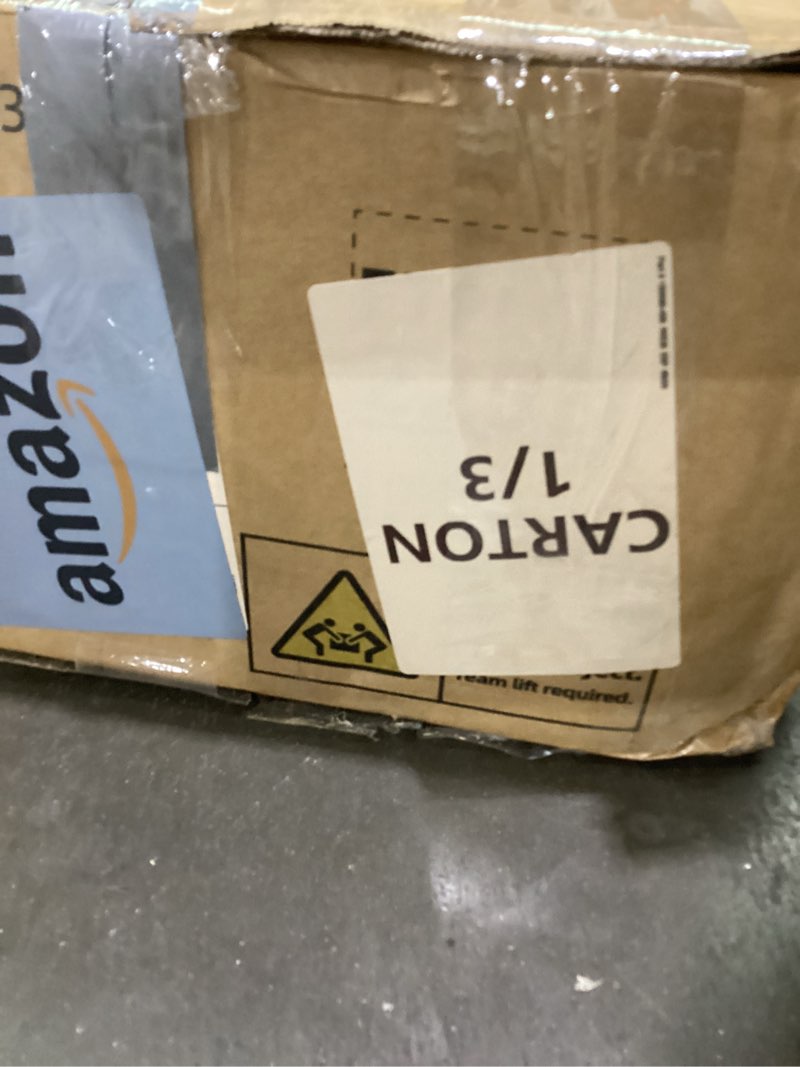 3
amazon
CARTON
1/3
Team lift required.